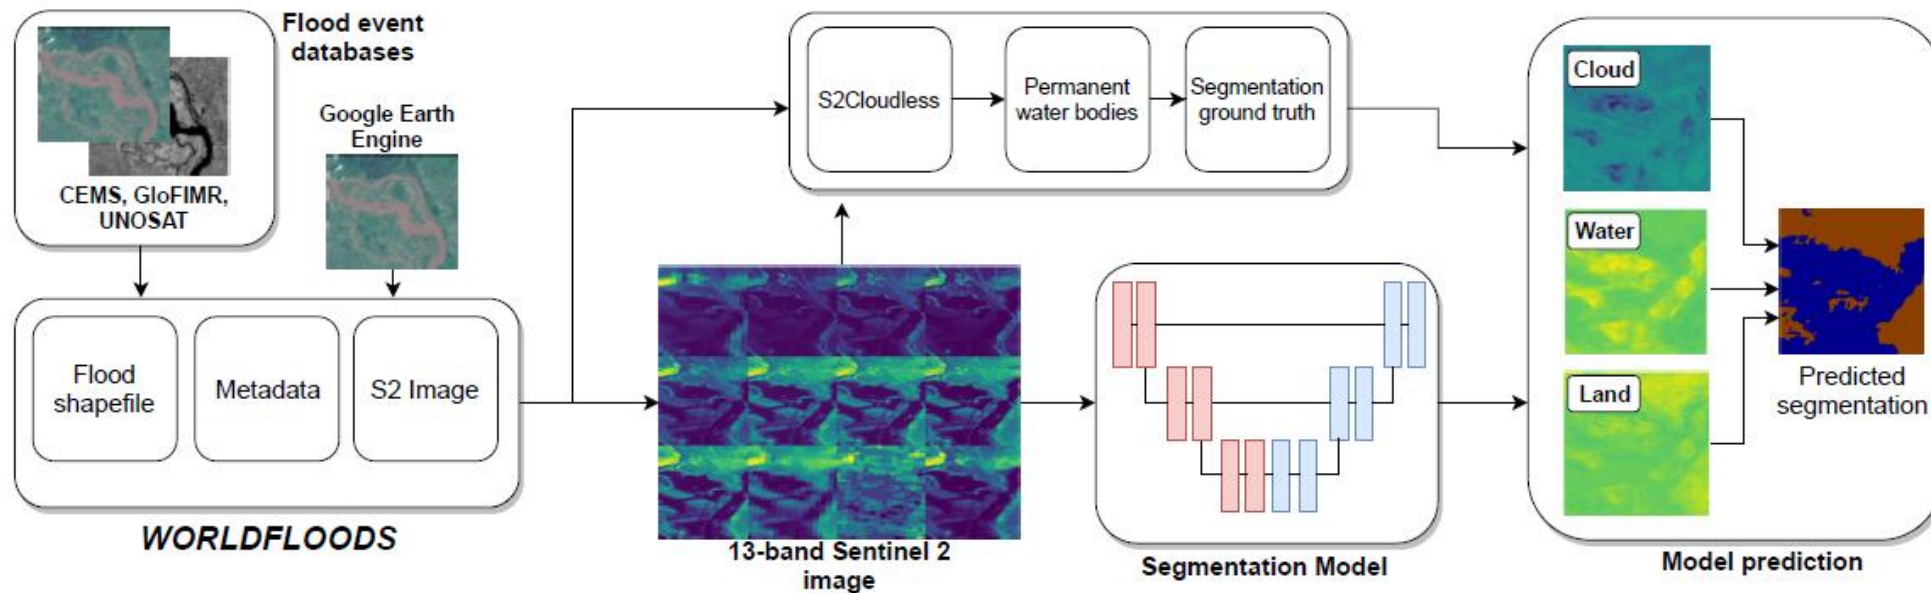 Flood event
databases
CEMS, GloFIMR,
UNOSAT
Google Earth
Engine
Flood
shapefile
Metadata
S2 Image
WORLDFLOODS
S2Cloudless
Permanent
water bodies
Segmentation
ground truth
13-band Sentinel 2
image
Segmentation Model
Cloud
Water
Land
Predicted
segmentation
Model prediction